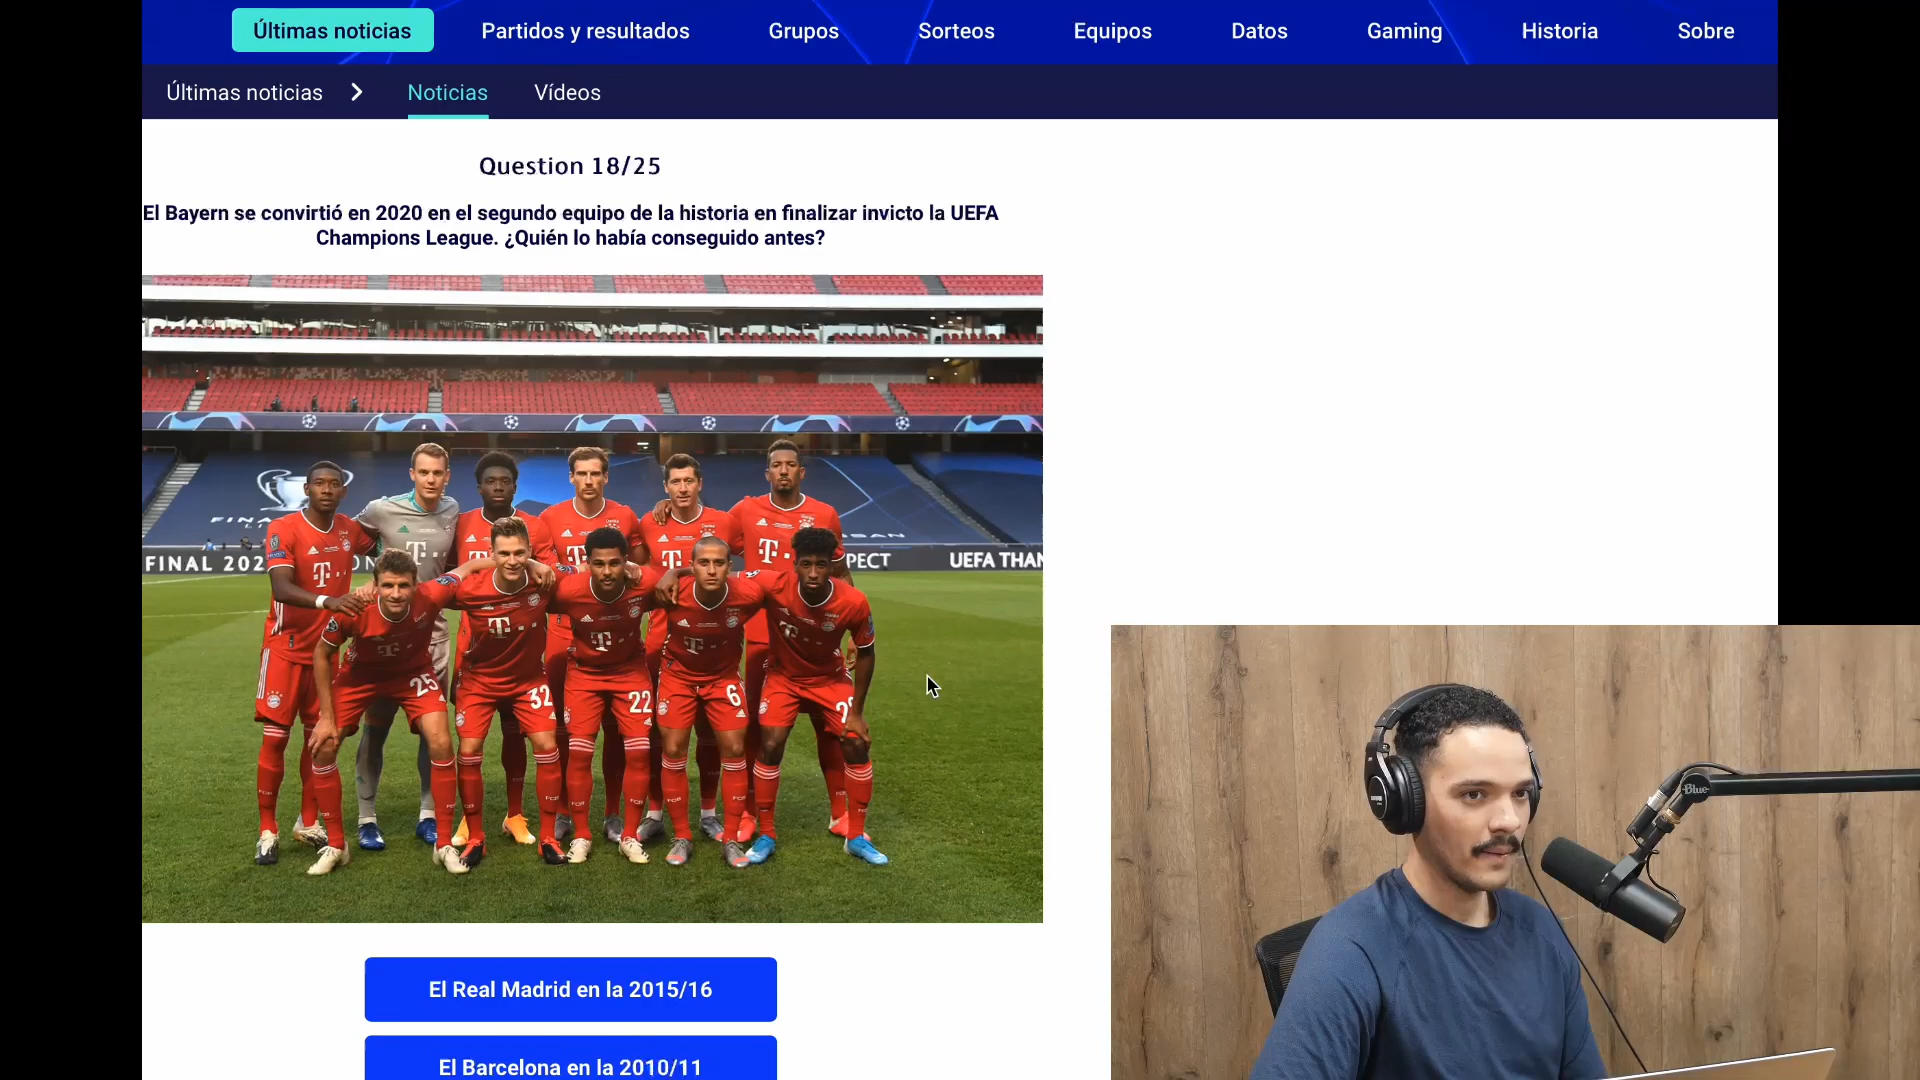 Últimas noticias
Partidos y resultados
Grupos
Sorteos
Equipos
Datos
Gaming
Historia
Sobre
Últimas noticias
Noticias
Vídeos
Question 18/25
El Bayern se convirtió en 2020 en el segundo equipo de la historia en finalizar invicto la UEFA
Champions League. ¿Quién lo había conseguido antes?
FINAL 202
PECT
UEFA THAN
25
32
22
6
Blue
El Real Madrid en la 2015/16
El Barcelona en la 2010/11